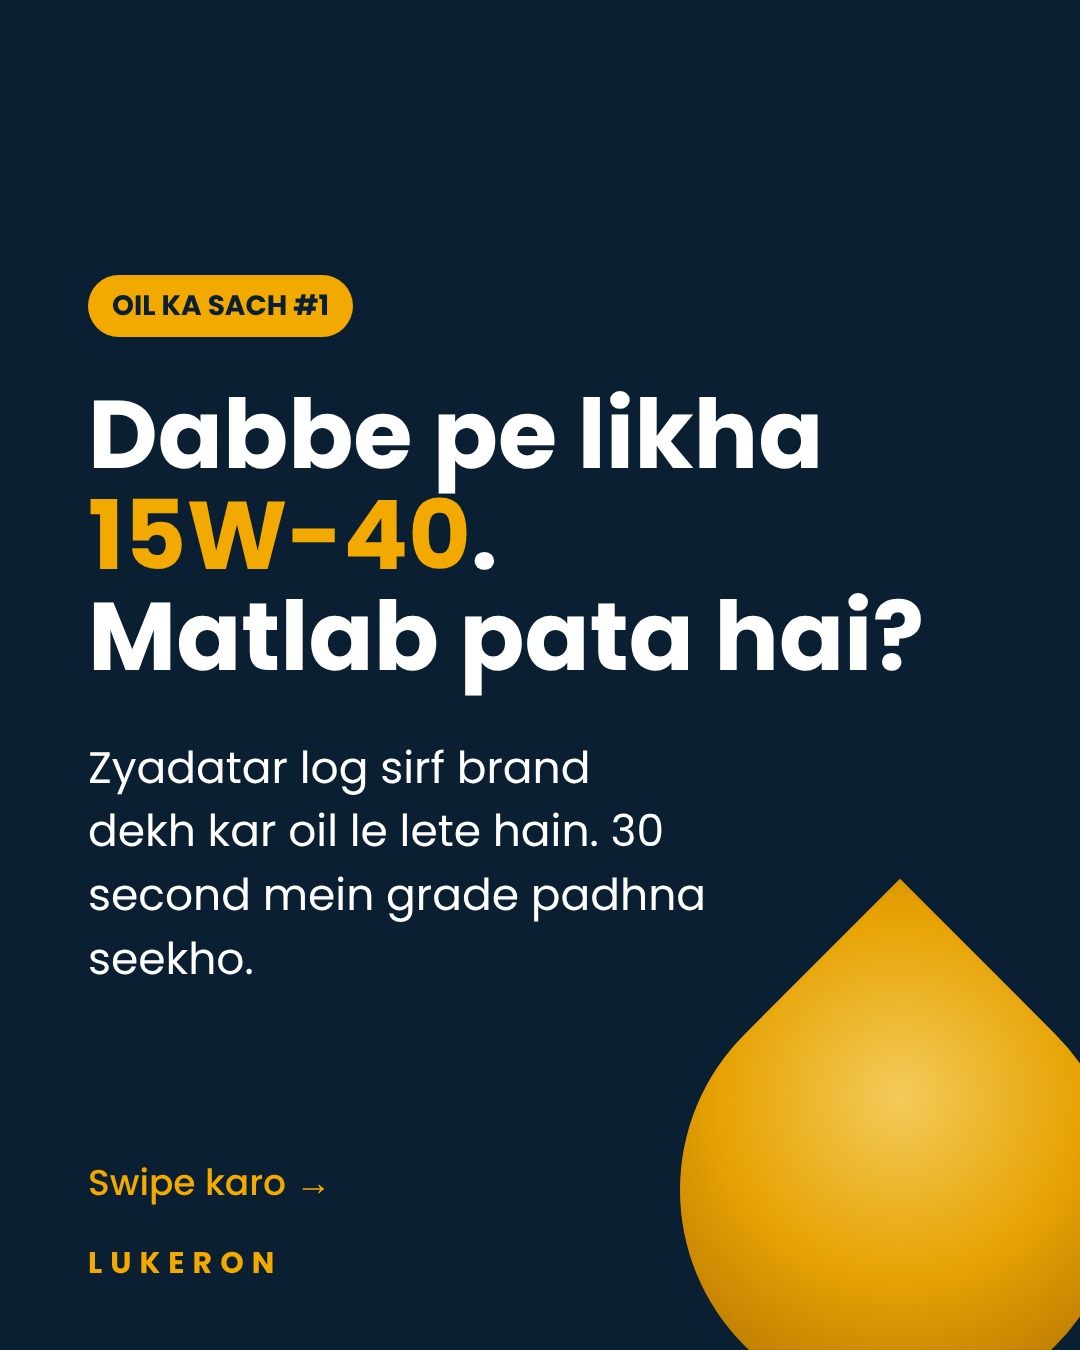 OIL KA SACH #1
Dabbe pe likha
15W-40.
Matlab pata hai?
Zyadatar log sirf brand
dekh kar oil le lete hain. 30
second mein grade padhna
seekho.
Swipe karo →
LUKERON